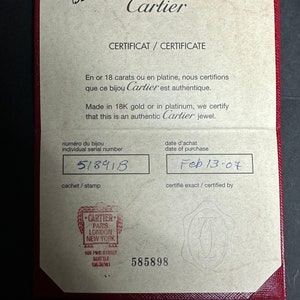 Cartier
CERTIFICAT / CERTIFICATE
En or 18 carats ou en platine, nous certifions
que ce bijou Cartier est authentique.
Made in 18K gold or in platinum, we certify
that this is an authentic Cartier jewel.
numéro du bijou
individual serial number
date d'achat
date of purchase
51891B
Feb 13-07
cachet / stamp
certifié exact / certified by
CARTIER
PARIS
LONDON
NEW YORK
585898